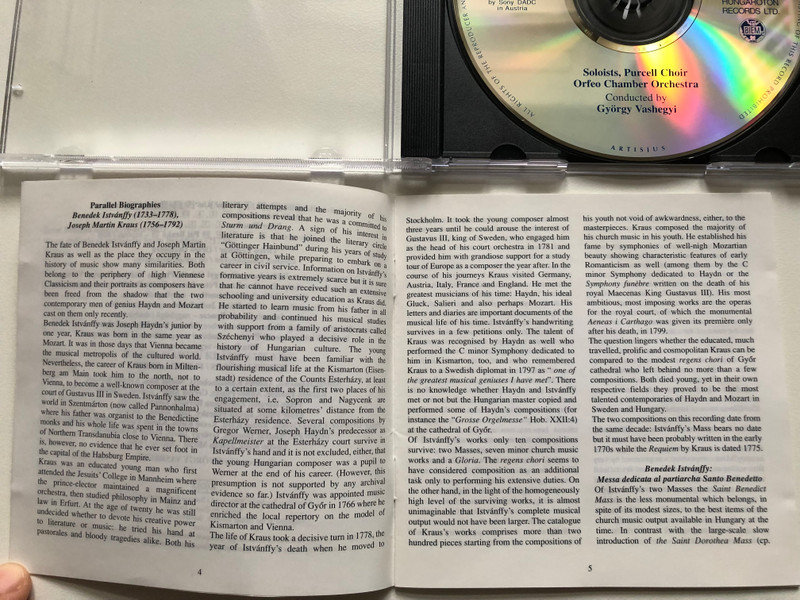 by Sony DADC
in Austria
HUNGAROTON
RECORDS LTD.
BIEM
ALL RIGHTS OF THE PRODUCER
OF THIS RECORD PROHIBITED
Soloists, Purcell Choir
Orfeo Chamber Orchestra
Conducted by
György Vashegyi
ARTISJUS
Parallel Biographies
Benedek Istvánffy (1733–1778),
Joseph Martin Kraus (1756–1792)
The fate of Benedek Istvánffy and Joseph Martin
Kraus as well as the place they occupy in the
history of music show many similarities. Both
belong to the periphery of high Viennese
Classicism and their portraits as composers have
been freed from the shadow that the two
contemporary men of genius Haydn and Mozart
cast on them only recently.
Benedek Istvánffy was Joseph Haydn's junior by
one year, Kraus was born in the same year as
Mozart. It was in those days that Vienna became
the musical metropolis of the cultured world.
Nevertheless, the career of Kraus born in Milten-
berg am Main took him to the north, not to
Vienna, to become a well-known composer at the
court of Gustavus III in Sweden. Istvánffy saw the
world in Szentmárton (now called Pannonhalma)
where his father was organist to the Benedictine
monks and his whole life was spent in the towns
of Northern Transdanubia close to Vienna. There
is, however, no evidence that he ever set foot in
the capital of the Habsburg Empire.
Kraus was an educated young man who first
attended the Jesuits' College in Mannheim where
the prince-elector maintained a magnificent
orchestra, then studied philosophy in Mainz and
law in Erfurt. At the age of twenty he was still
undecided whether to devote his creative power
to literature or music: he tried his hand at
pastorales and bloody tragedies alike. Both his
literary attempts and the majority of his
compositions reveal that he was a committed to
Sturm und Drang. A sign of his interest in
literature is that he joined the literary circle
"Göttinger Hainbund" during his years of study
at Göttingen, while preparing to embark on a
career in civil service. Information on Istvánffy's
formative years is extremely scarce but it is sure
that he cannot have received such an extensive
schooling and university education as Kraus did.
He started to learn music from his father in all
probability and continued his musical studies
with support from a family of aristocrats called
Széchenyi who played a decisive role in the
history of Hungarian culture. The young
Istvánffy must have been familiar with the
flourishing musical life at the Kismarton (Eisen-
stadt) residence of the Counts Esterházy, at least
to a certain extent, as the first two places of his
engagement, i.e. Sopron and Nagycenk are
situated at some kilometres' distance from the
Esterházy residence. Several compositions by
Gregor Werner, Joseph Haydn's predecessor as
Kapellmeister at the Esterházy court survive in
Istvánffy's hand and it is not excluded, either, that
the young Hungarian composer was a pupil to
Werner at the end of his career. (However, this
presumption is not supported by any archival
evidence so far.) Istvánffy was appointed music
director at the cathedral of Győr in 1766 where he
enriched the local repertory on the model of
Kismarton and Vienna.
The life of Kraus took a decisive turn in 1778, the
year of Istvánffy's death when he moved to
4
Stockholm. It took the young composer almost
three years until he could arouse the interest of
Gustavus III, king of Sweden, who engaged him
as the head of his court orchestra in 1781 and
provided him with grandiose support for a study
tour of Europe as a composer the year after. In the
course of his journeys Kraus visited Germany,
Austria, Italy, France and England. He met the
greatest musicians of his time: Haydn, his ideal
Gluck, Salieri and also perhaps Mozart. His
letters and diaries are important documents of the
musical life of his time. Istvánffy's handwriting
survives in a few petitions only. The talent of
Kraus was recognised by Haydn as well who
performed the C minor Symphony dedicated to
him in Kismarton, too, and who remembered
Kraus to a Swedish diplomat in 1797 as " one of
the greatest musical geniuses I have met". There
is no knowledge whether Haydn and Istvánffy
met or not but the Hungarian master copied and
performed some of Haydn's compositions (for
instance the "Grosse Orgelmesse" Hob. XXII:4)
at the cathedral of Győr.
Of Istvánffy's works only ten compositions
survive: two Masses, seven minor church music
works and a Gloria. The regens chori seems to
have considered composition as an additional
task only to performing his extensive duties. On
the other hand, in the light of the homogeneously
high level of the surviving works, it is almost
unimaginable that Istvánffy's complete musical
output would not have been larger. The catalogue
of Kraus's works comprises more than two
hundred pieces starting from the compositions of
his youth not void of awkwardness, either, to the
masterpieces. Kraus composed the majority of
his church music in his youth. He established his
fame by symphonies of well-nigh Mozartian
beauty showing characteristic features of early
Romanticism as well (among them by the C
minor Symphony dedicated to Haydn or the
Symphony funèbre written on the death of his
royal Maecenas King Gustavus III). His most
ambitious, most imposing works are the operas
for the royal court, of which the monumental
Aeneas i Carthago was given its première only
after his death, in 1799.
The question lingers whether the educated, much
travelled, prolific and cosmopolitan Kraus can be
compared to the modest regens chori of Győr
cathedral who left behind no more than a few
compositions. Both died young, yet in their own
respective fields they proved to be the most
talented contemporaries of Haydn and Mozart in
Sweden and Hungary.
The two compositions on this recording date from
the same decade: Istvánffy's Mass bears no date
but it must have been probably written in the early
1770s while the Requiem by Kraus is dated 1775.
Benedek Istvánffy:
Messa dedicata al partiarcha Santo Benedetto
Of Istvánffy's two Masses the Saint Benedict
Mass is the less monumental which belongs, in
spite of its modest sizes, to the best items of the
church music output available in Hungary at the
time. In contrast with the large-scale slow
introduction of the Saint Dorothea Mass (cp.
5